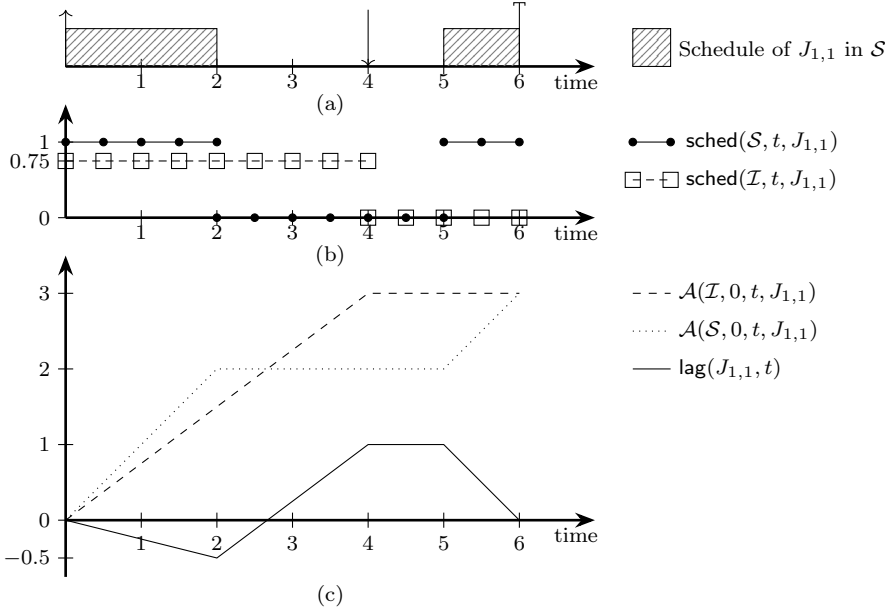 Schedule of J1,1 in S
1 2 3 4 5 6
time
(a)
1
0.75
0
sched(S, t, J1,1)
sched(I, t, J1,1)
1 2 3 4 5 6
time
(b)
3
2
1
0
−0.5
A(I, 0, t, J1,1)
A(S, 0, t, J1,1)
lag(J1,1, t)
1 2 3 4 5 6
time
(c)